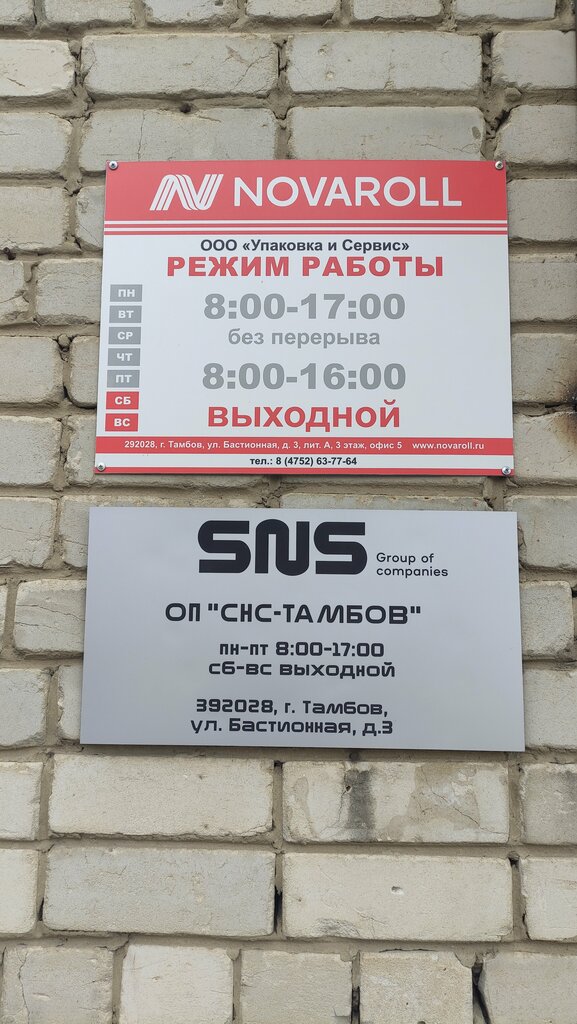 NOVAROLL
ООО «Упаковка и Сервис»
РЕЖИМ РАБОТЫ
ПН
ВТ
СР
ЧТ
ПТ
СБ
ВС
8:00-17:00
без перерыва
8:00-16:00
ВЫХОДНОЙ
292028, г. Тамбов, ул. Бастионная, д. 3, лит. А, 3 этаж, офис 5 www.novaroll.ru
тел.: 8 (4752) 63-77-64
SNS Group of
companies
ОП "СНС-ТАМБОВ"
пн-пт 8:00-17:00
сб-вс выходной
392028, г. Тамбов,
ул. Бастионная, д.3